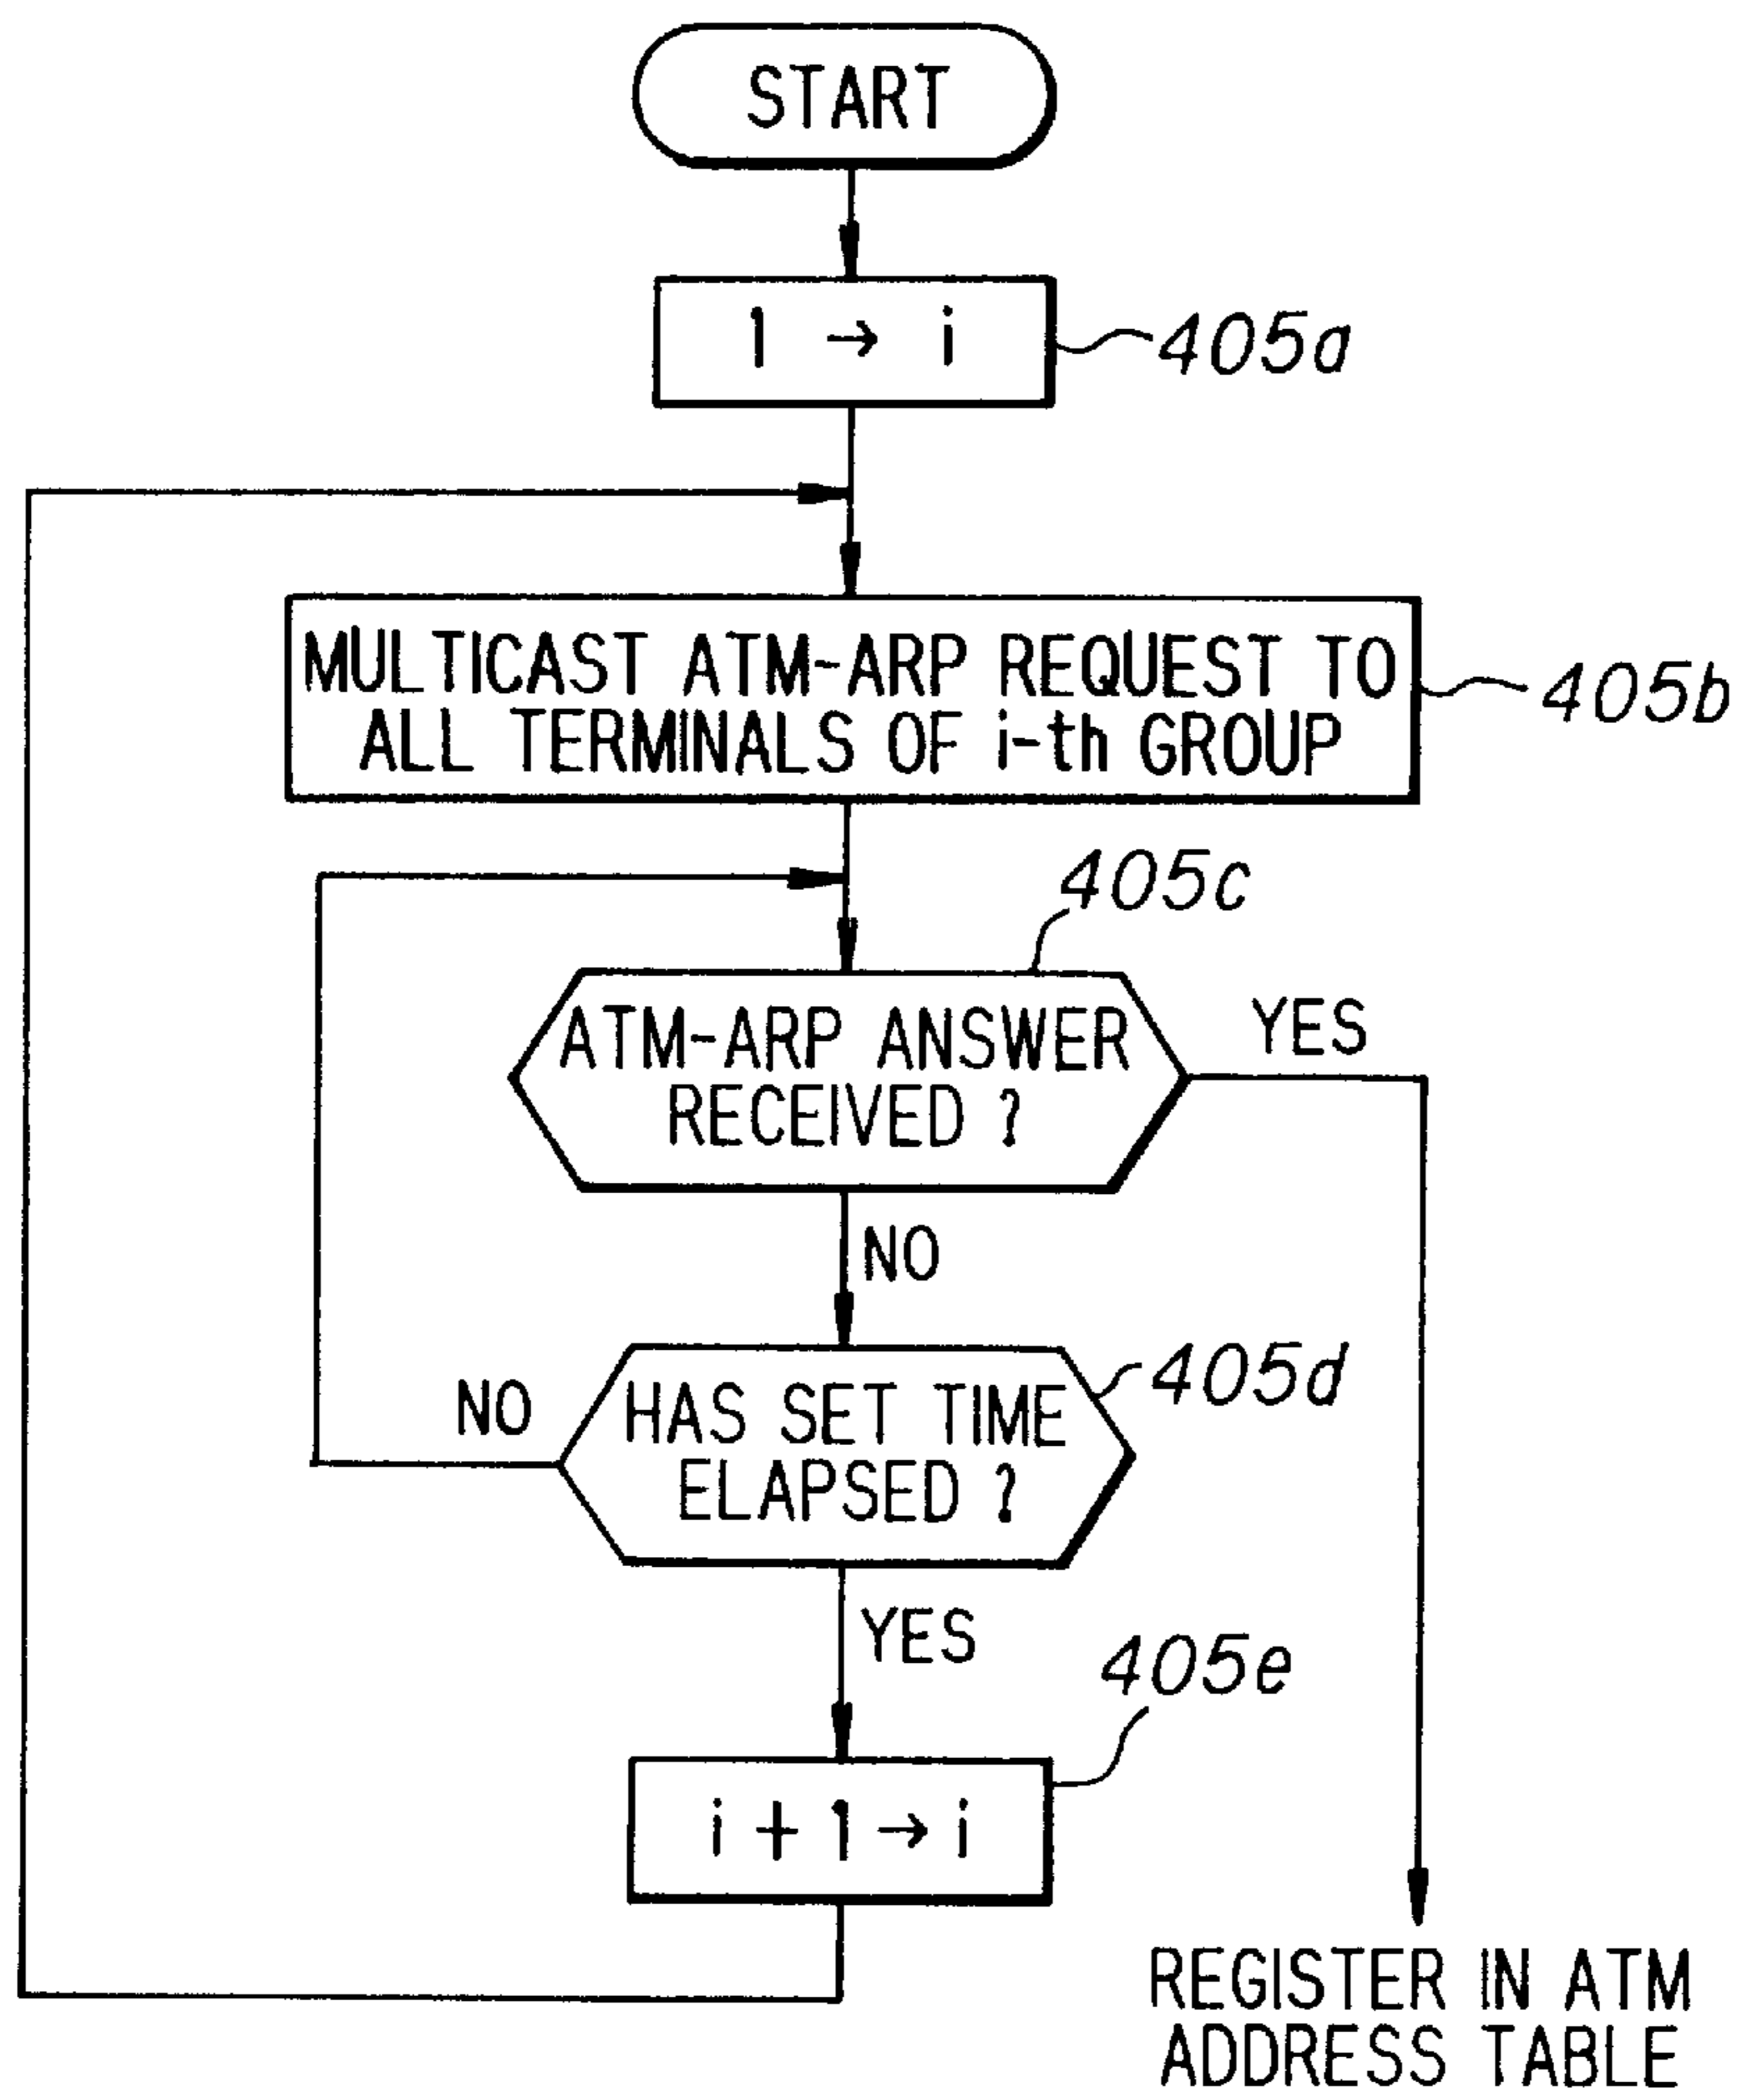 START
1 → i
405a
MULTICAST ATM-ARP REQUEST TO
ALL TERMINALS OF i-th GROUP
405b
405c
ATM-ARP ANSWER
RECEIVED ?
YES
NO
405d
HAS SET TIME
ELAPSED ?
NO
YES
405e
i + 1 → i
REGISTER IN ATM
ADDRESS TABLE